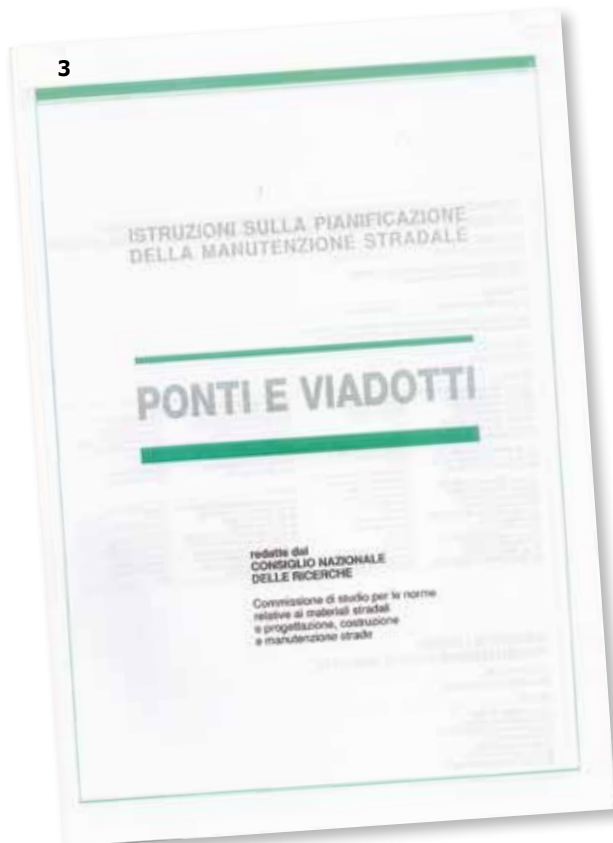 3
ISTRUZIONI SULLA PIANIFICAZIONE
DELLA MANUTENZIONE STRADALE
PONTI E VIADOTTI
redatte dal
CONSIGLIO NAZIONALE
DELLE RICERCHE
Commissione di studio per le norme
relative ai materiali stradali
e progettazione, costruzione
e manutenzione strade